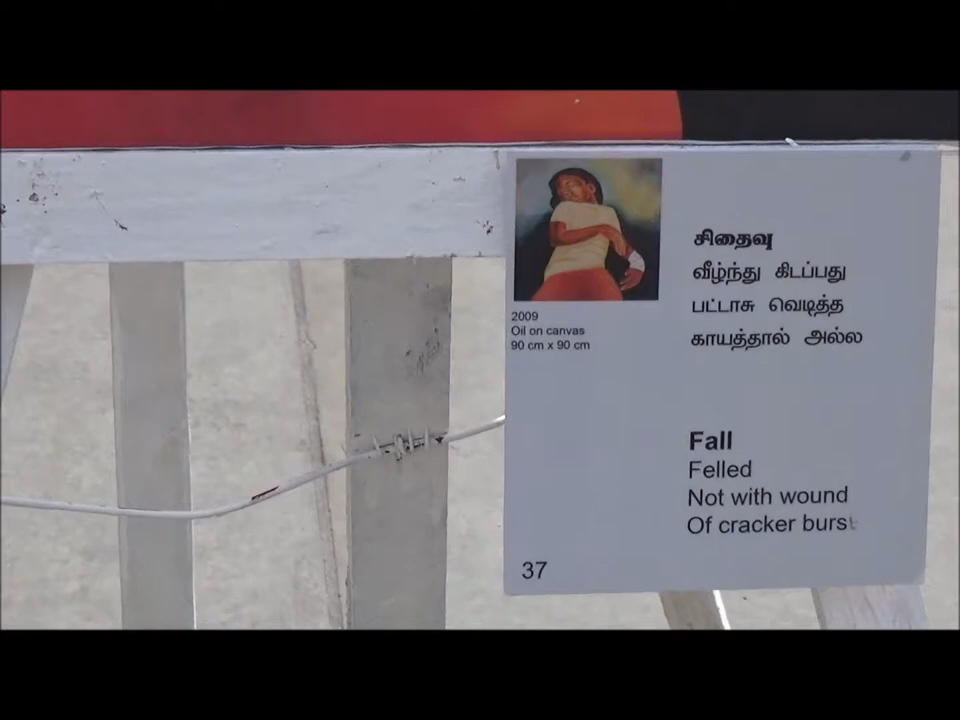 சிதைவு
வீழ்ந்து கிடப்பது
பட்டாசு வெடித்த
காயத்தால் அல்ல
2009
Oil on canvas
90 cm x 90 cm
Fall
Felled
Not with wound
Of cracker burst
37